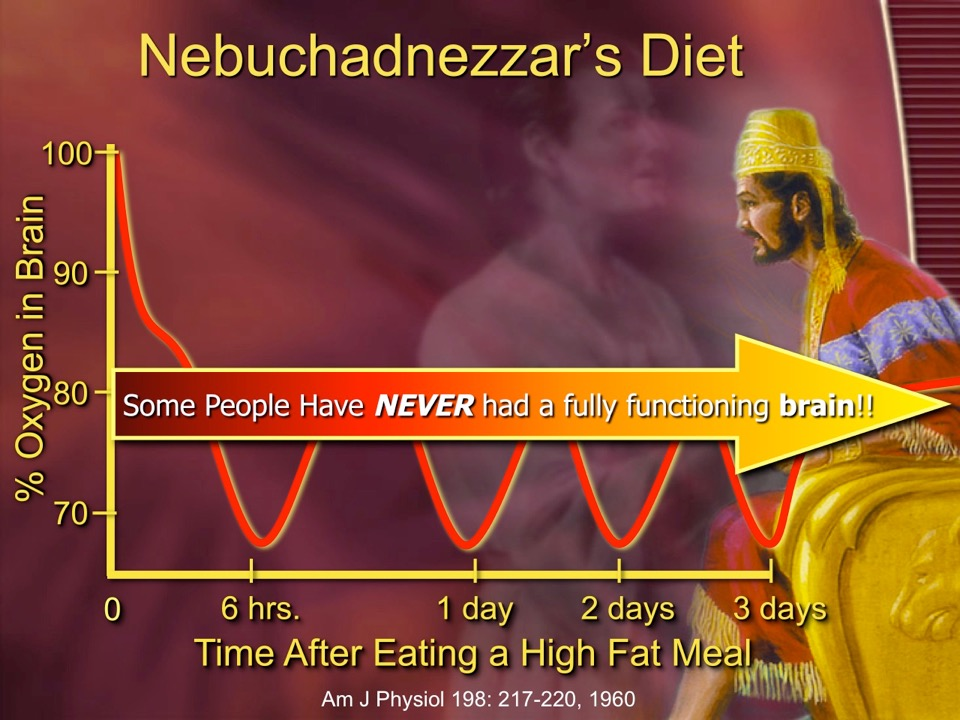 Nebuchadnezzar’s Diet
% Oxygen in Brain
100
90
80
70
Some People Have NEVER had a fully functioning brain!!
0 6 hrs. 1 day 2 days 3 days
Time After Eating a High Fat Meal
Am J Physiol 198: 217-220, 1960